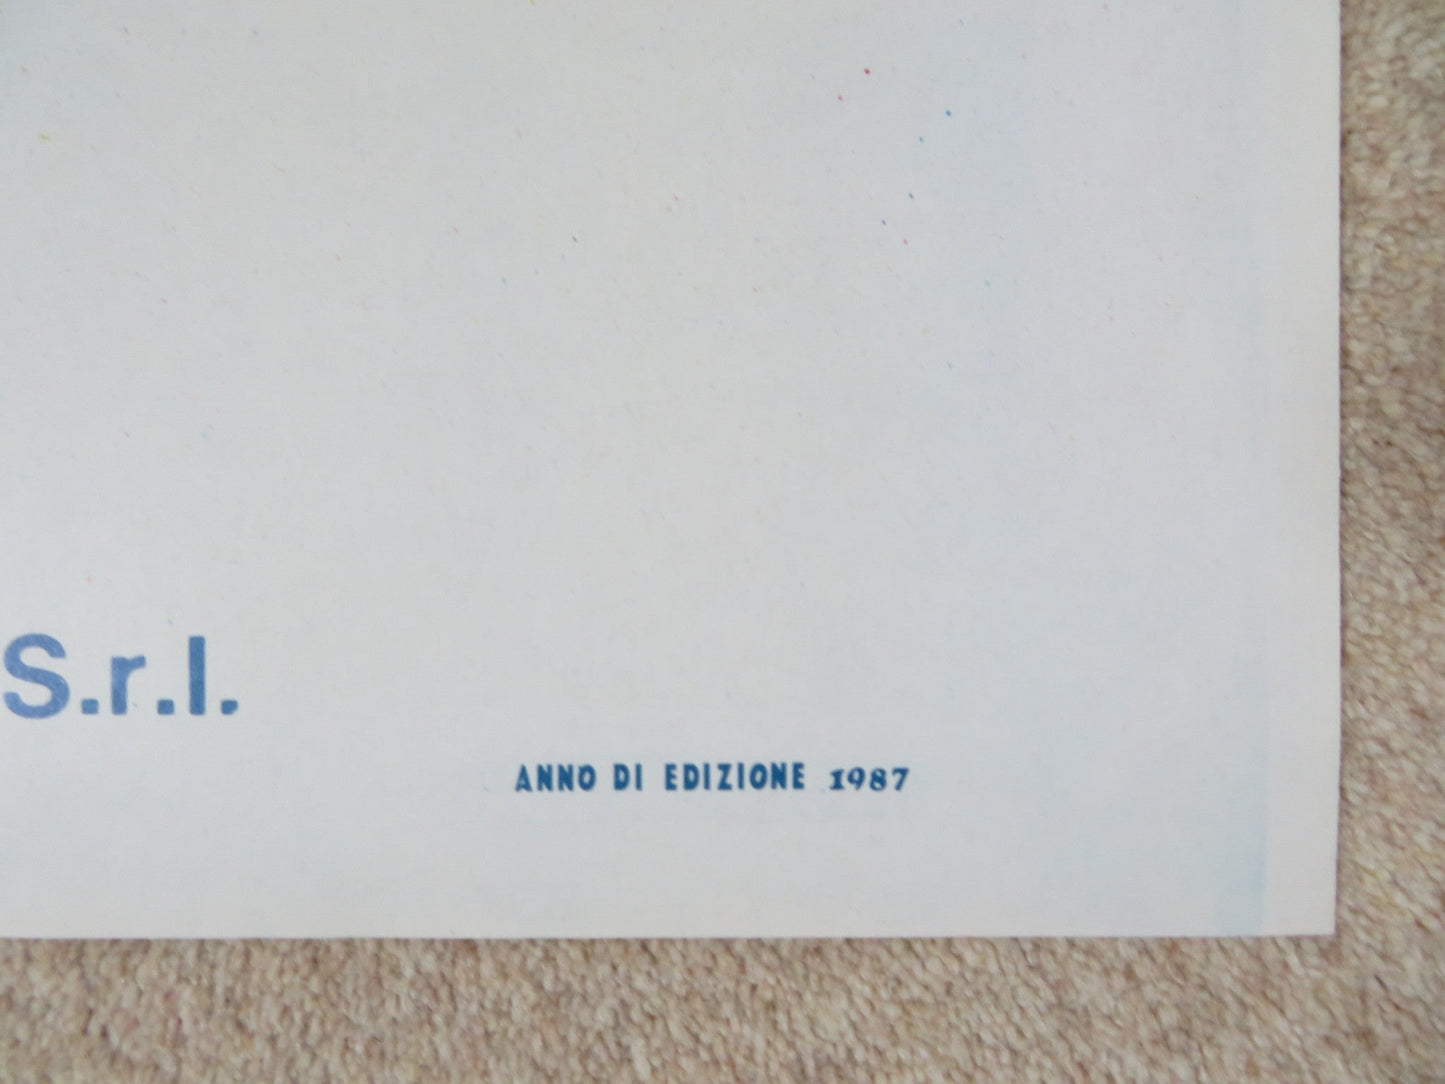 S.r.l.
ANNO DI EDIZIONE 1987